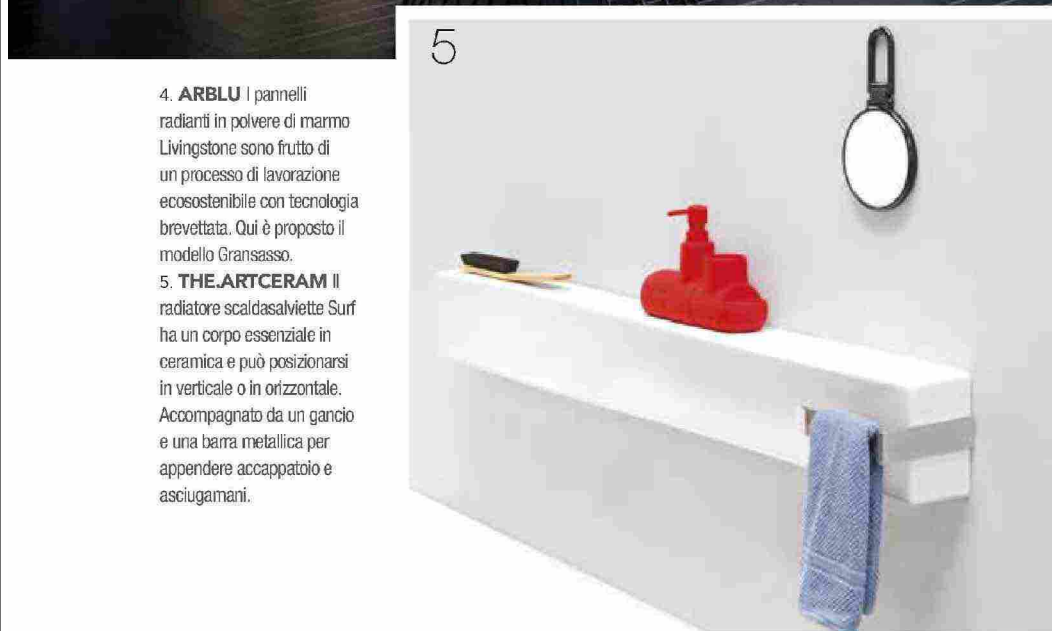 4. ARBLU I pannelli
radianti in polvere di marmo
Livingstone sono frutto di
un processo di lavorazione
ecosostenibile con tecnologia
brevettata. Qui è proposto il
modello Gransasso.
5. THE.ARTCERAM Il
radiatore scaldasalviette Surf
ha un corpo essenziale in
ceramica e può posizionarsi
in verticale o in orizzontale.
Accompagnato da un gancio
e una barra metallica per
appendere accappatoio e
asciugamani.
5